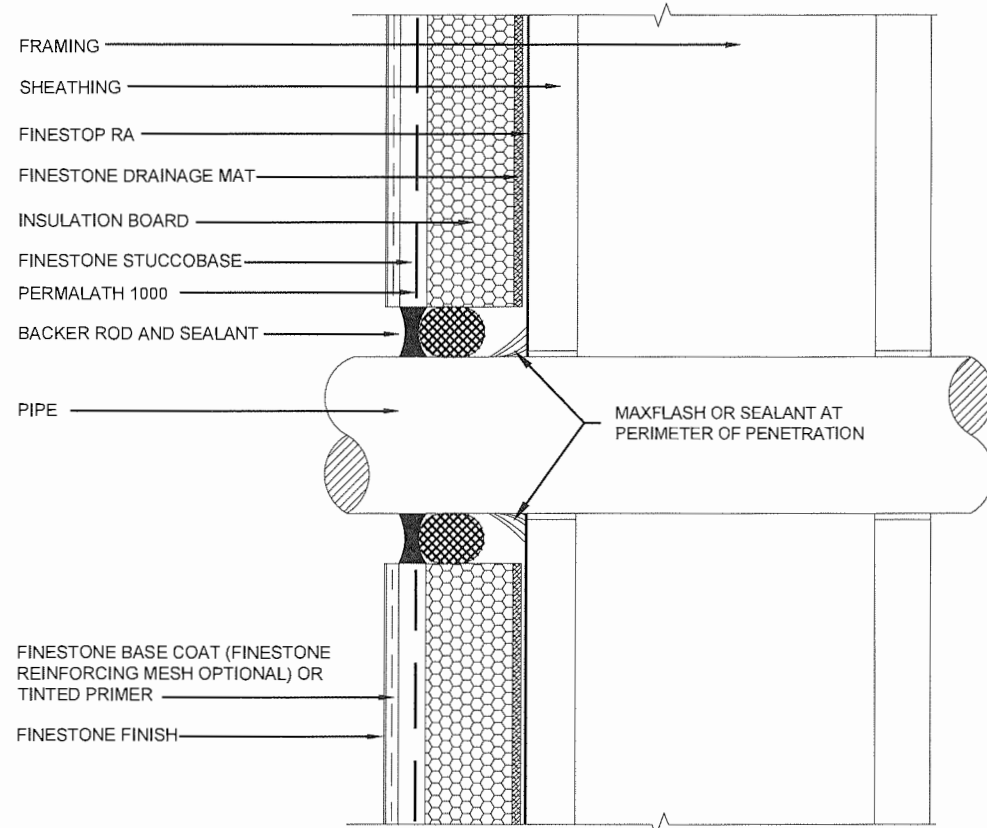 FRAMING
SHEATHING
FINESTOP RA
FINESTONE DRAINAGE MAT
INSULATION BOARD
FINESTONE STUCCOBASE
PERMALATH 1000
BACKER ROD AND SEALANT
PIPE
MAXFLASH OR SEALANT AT
PERIMETER OF PENETRATION
FINESTONE BASE COAT (FINESTONE
REINFORCING MESH OPTIONAL) OR
TINTED PRIMER
FINESTONE FINISH